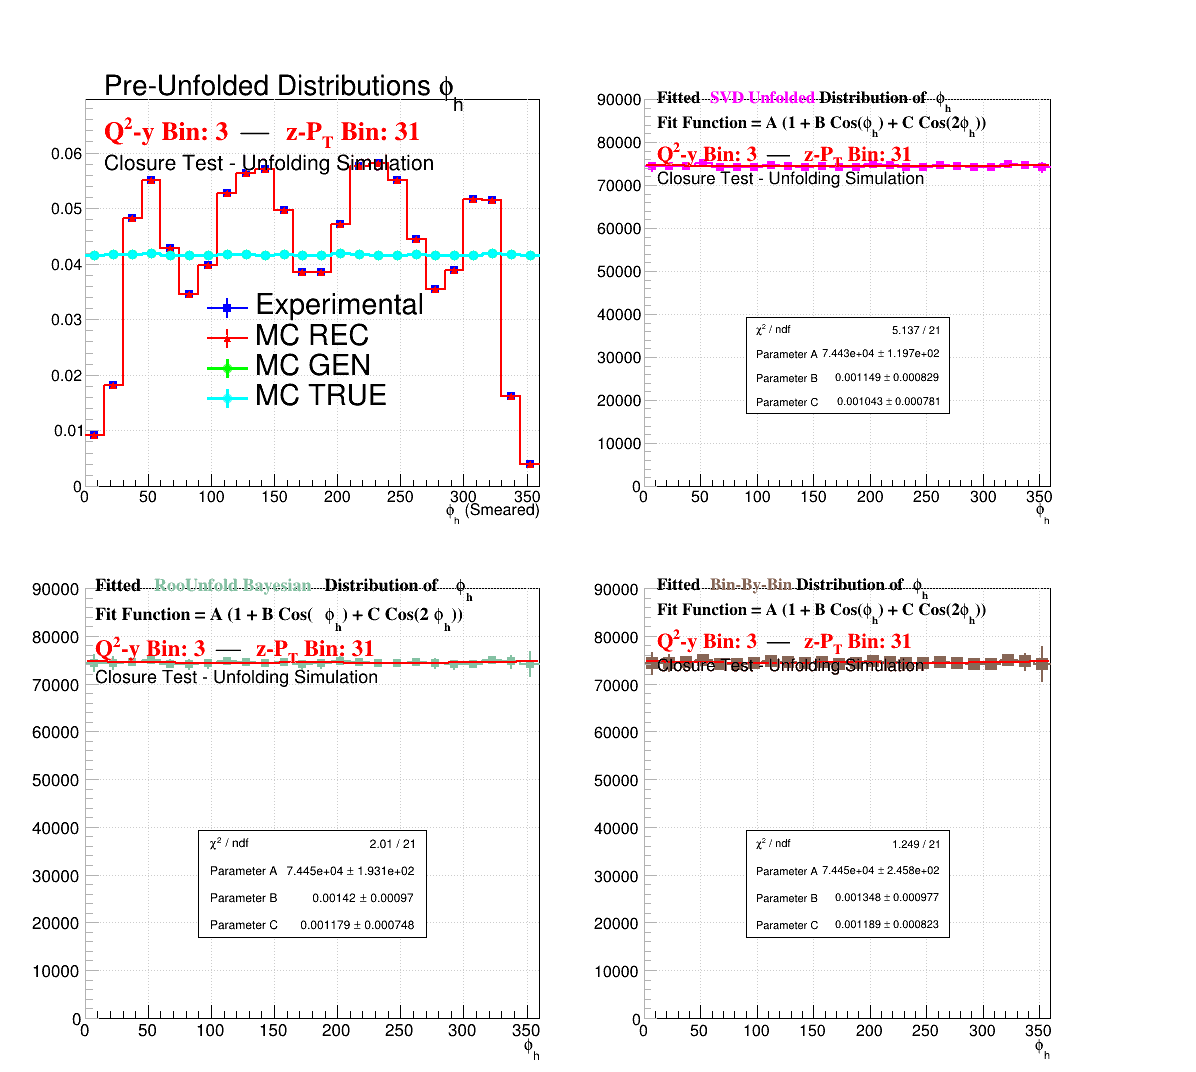 Pre-Unfolded Distributions ϕh
Q²-y Bin: 3 — z-PT Bin: 31
Closure Test - Unfolding Simulation
0.06
0.05
0.04
0.03
0.02
0.01
0
Experimental
MC REC
MC GEN
MC TRUE
0 50 100 150 200 250 300 350
ϕh (Smeared)
Fitted SVD Unfolded Distribution of ϕh
Fit Function = A (1 + B Cos(ϕh) + C Cos(2ϕh))
Q²-y Bin: 3 — z-PT Bin: 31
Closure Test - Unfolding Simulation
90000
80000
70000
60000
50000
40000
30000
20000
10000
0
χ² / ndf 5.137 / 21
Parameter A 7.443e+04 ± 1.197e+02
Parameter B 0.001149 ± 0.000829
Parameter C 0.001043 ± 0.000781
0 50 100 150 200 250 300 350
ϕh
Fitted RooUnfold Bayesian Distribution of ϕh
Fit Function = A (1 + B Cos( ϕh) + C Cos(2 ϕh))
Q²-y Bin: 3 — z-PT Bin: 31
Closure Test - Unfolding Simulation
90000
80000
70000
60000
50000
40000
30000
20000
10000
0
χ² / ndf 2.01 / 21
Parameter A 7.445e+04 ± 1.931e+02
Parameter B 0.00142 ± 0.00097
Parameter C 0.001179 ± 0.000748
0 50 100 150 200 250 300 350
ϕh
Fitted Bin-By-Bin Distribution of ϕh
Fit Function = A (1 + B Cos(ϕh) + C Cos(2ϕh))
Q²-y Bin: 3 — z-PT Bin: 31
Closure Test - Unfolding Simulation
90000
80000
70000
60000
50000
40000
30000
20000
10000
0
χ² / ndf 1.249 / 21
Parameter A 7.445e+04 ± 2.458e+02
Parameter B 0.001348 ± 0.000977
Parameter C 0.001189 ± 0.000823
0 50 100 150 200 250 300 350
ϕh